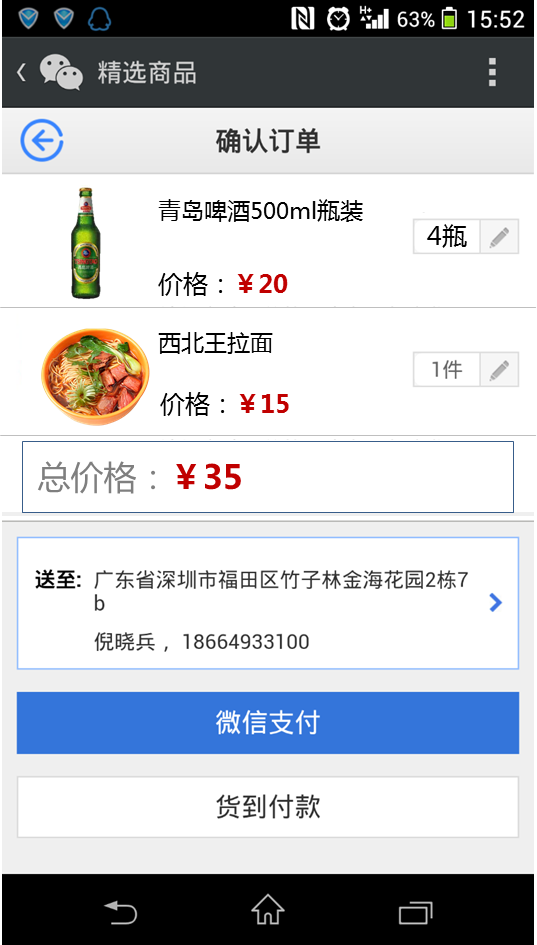 H+ 63% 15:52
精选商品
确认订单
青岛啤酒500ml瓶装
4瓶
价格：￥20
西北王拉面
1件
价格：￥15
总价格：￥35
送至: 广东省深圳市福田区竹子林金海花园2栋7
b
倪晓兵 ，18664933100
微信支付
货到付款